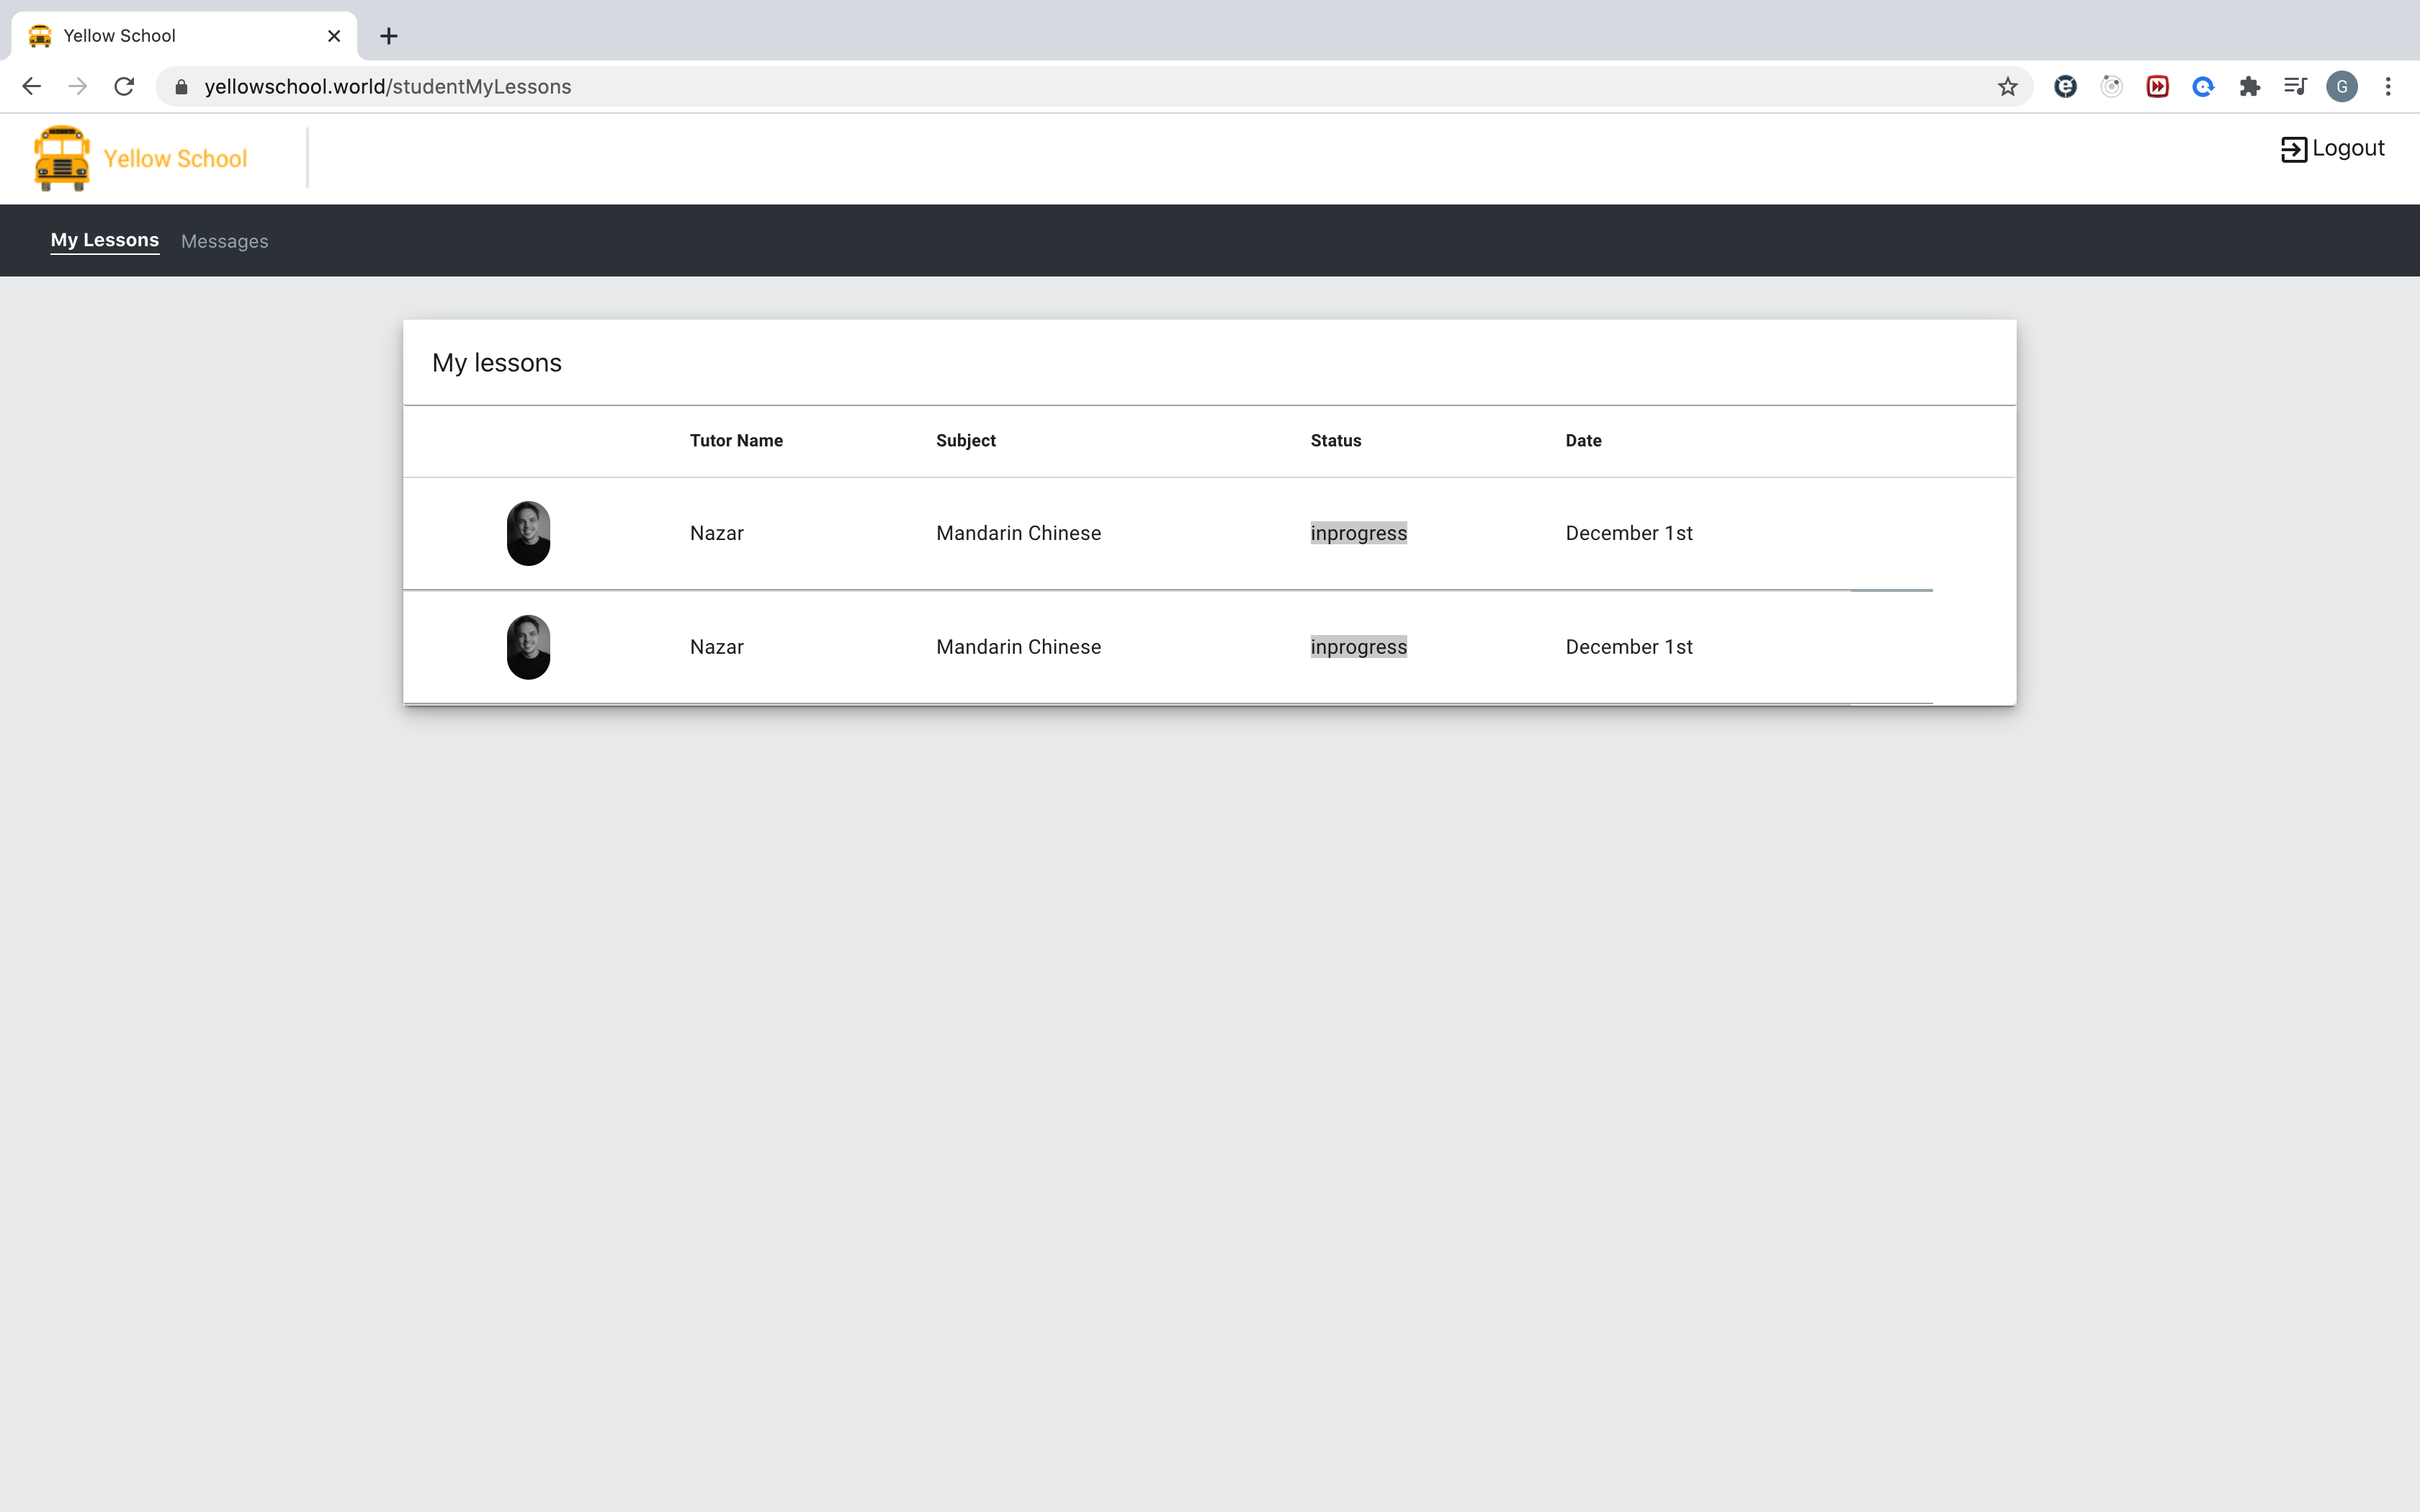 Yellow School
yellowschool.world/studentMyLessons
G
Yellow School
Logout
My Lessons Messages
My lessons
Tutor Name Subject Status Date
Nazar Mandarin Chinese inprogress December 1st
Nazar Mandarin Chinese inprogress December 1st